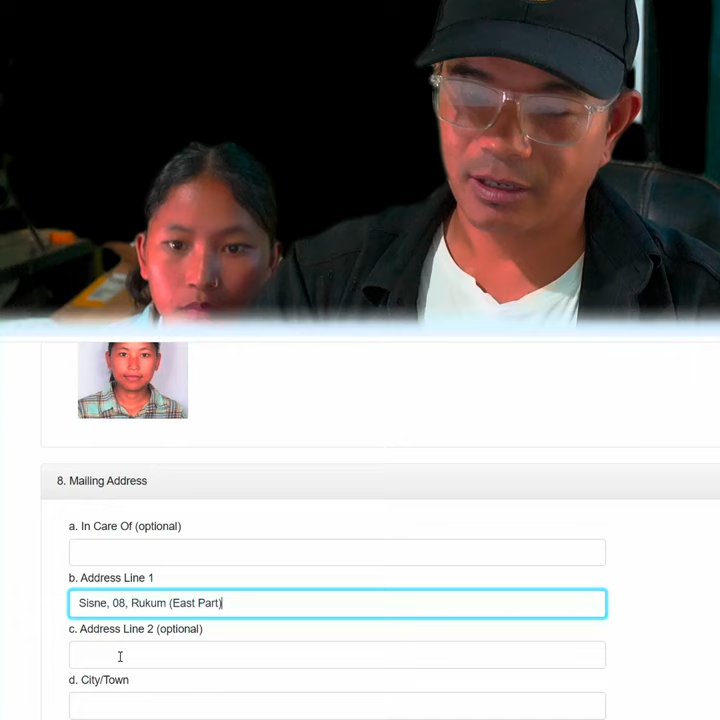 8. Mailing Address
a. In Care Of (optional)
b. Address Line 1
Sisne, 08, Rukum (East Part)
c. Address Line 2 (optional)
d. City/Town